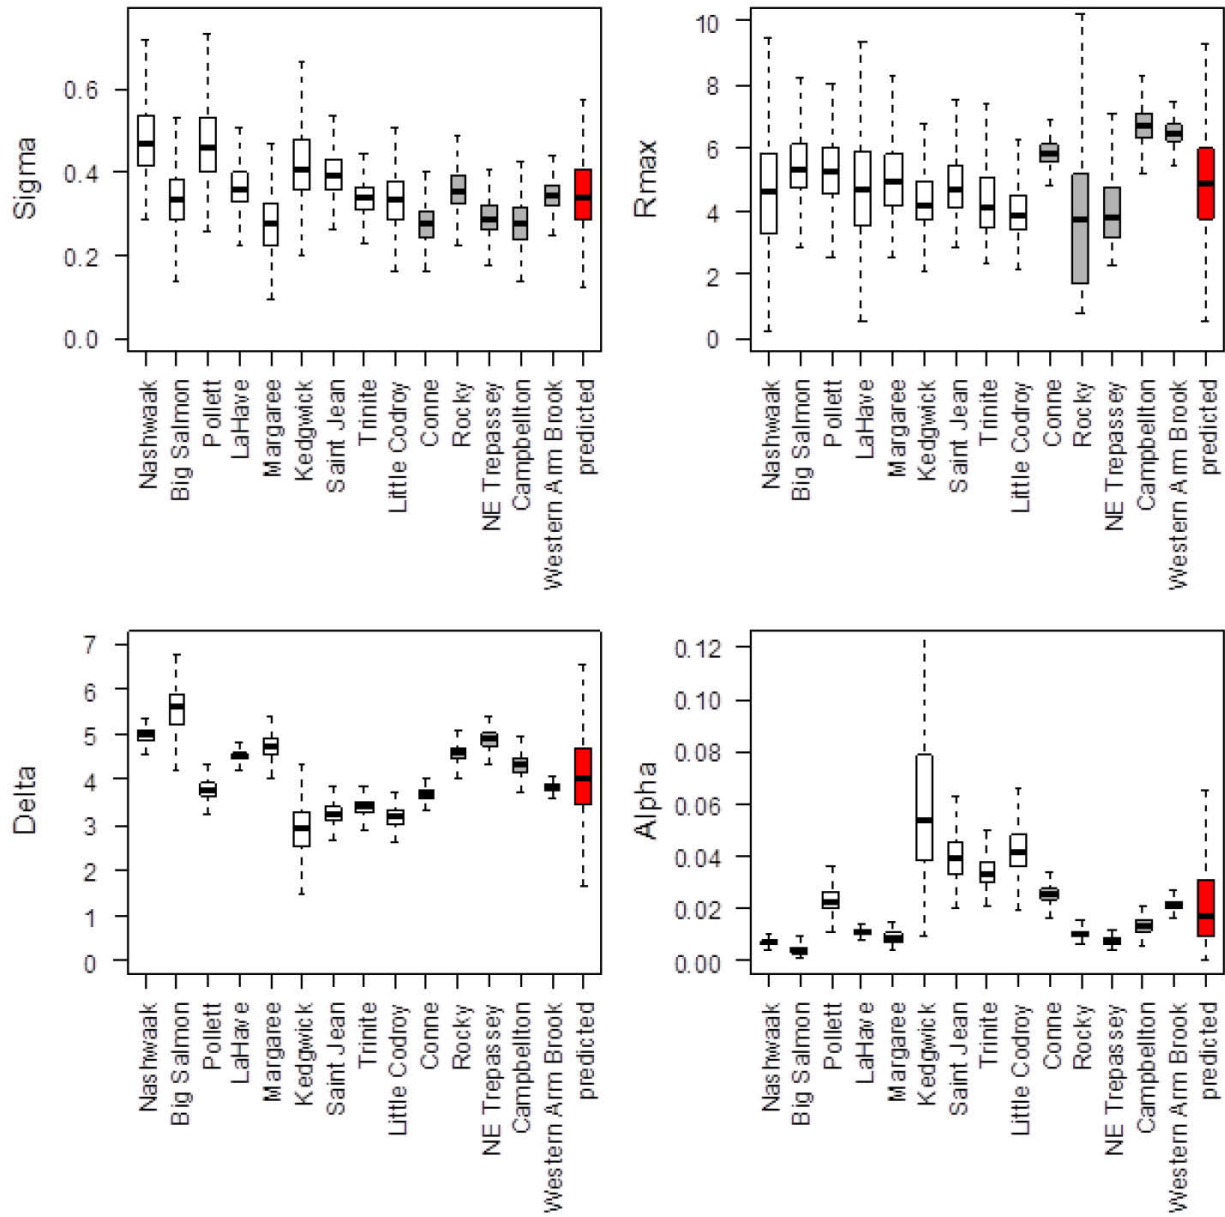 Sigma
0.6
0.4
0.2
0.0
Nashwaak
Big Salmon
Pollett
LaHave
Margaree
Kedgwick
Saint Jean
Trinite
Little Codroy
Conne
Rocky
NE Trepassey
Campbellton
Western Arm Brook
predicted
Rmax
10
8
6
4
2
0
Nashwaak
Big Salmon
Pollett
LaHave
Margaree
Kedgwick
Saint Jean
Trinite
Little Codroy
Conne
Rocky
NE Trepassey
Campbellton
Western Arm Brook
predicted
Delta
7
6
5
4
3
2
1
0
Nashwaak
Big Salmon
Pollett
LaHave
Margaree
Kedgwick
Saint Jean
Trinite
Little Codroy
Conne
Rocky
NE Trepassey
Campbellton
Western Arm Brook
predicted
Alpha
0.12
0.10
0.08
0.06
0.04
0.02
0.00
Nashwaak
Big Salmon
Pollett
LaHave
Margaree
Kedgwick
Saint Jean
Trinite
Little Codroy
Conne
Rocky
NE Trepassey
Campbellton
Western Arm Brook
predicted